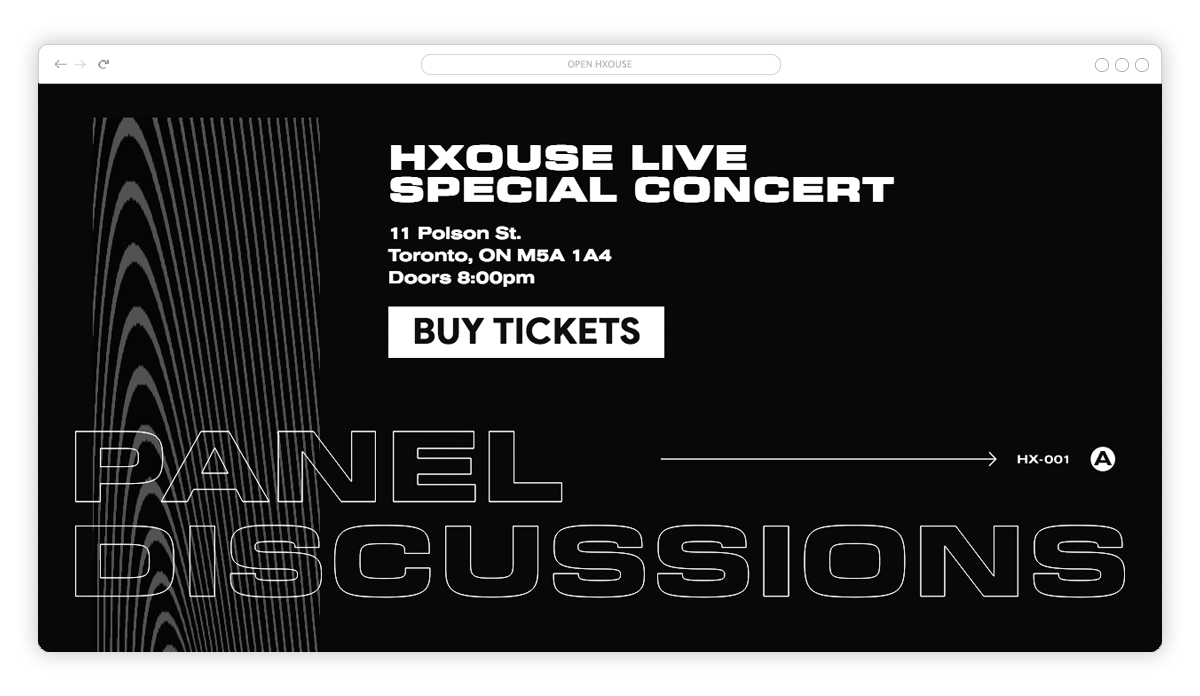 OPEN HXOUSE
HXOUSE LIVE
SPECIAL CONCERT
11 Polson St.
Toronto, ON M5A 1A4
Doors 8:00pm
BUY TICKETS
PANEL
HX-001 A
DISCUSSIONS